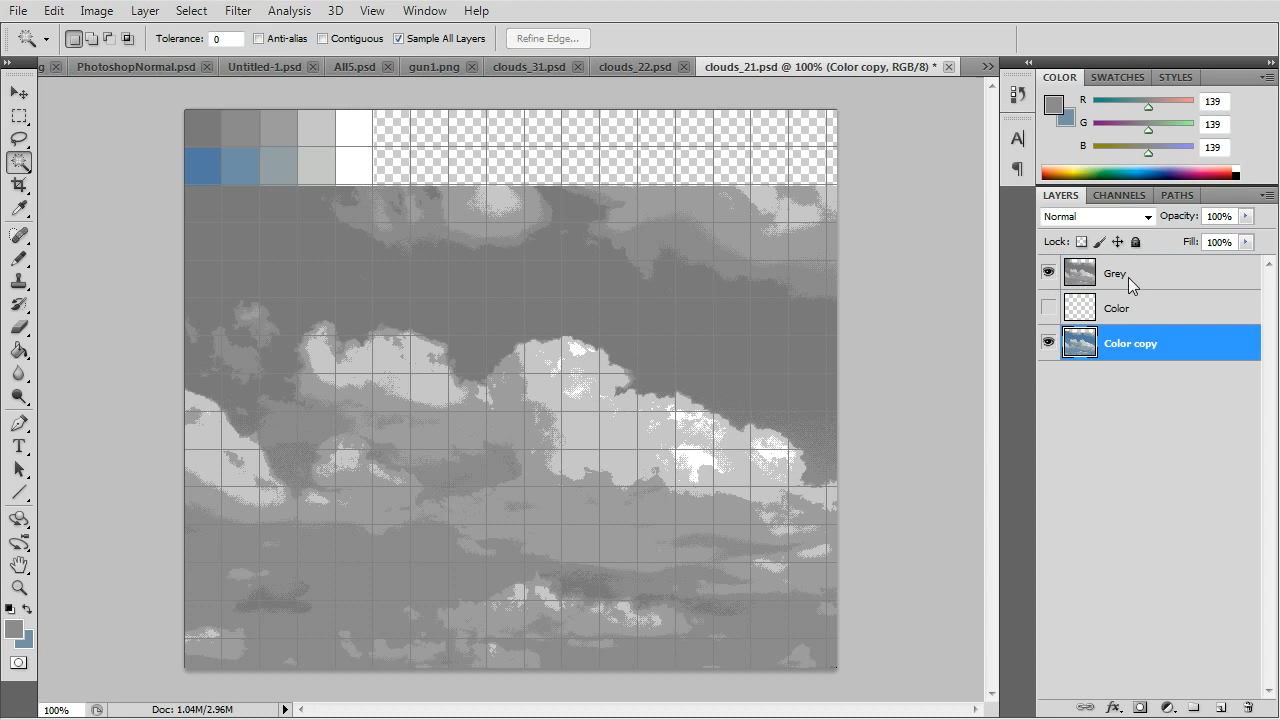 File Edit Image Layer Select Filter Analysis 3D View Window Help
Tolerance: 0 Anti-alias Contiguous Sample All Layers Refine Edge...
g PhotoshopNormal.psd Untitled-1.psd All5.psd gun1.png clouds_31.psd clouds_22.psd clouds_21.psd @ 100% (Color copy, RGB/8) *
COLOR SWATCHES STYLES
R 139
G 139
B 139
LAYERS CHANNELS PATHS
Normal Opacity: 100%
Lock: Fill: 100%
Grey
Color
Color copy
100% Doc: 1.04M/2.96M